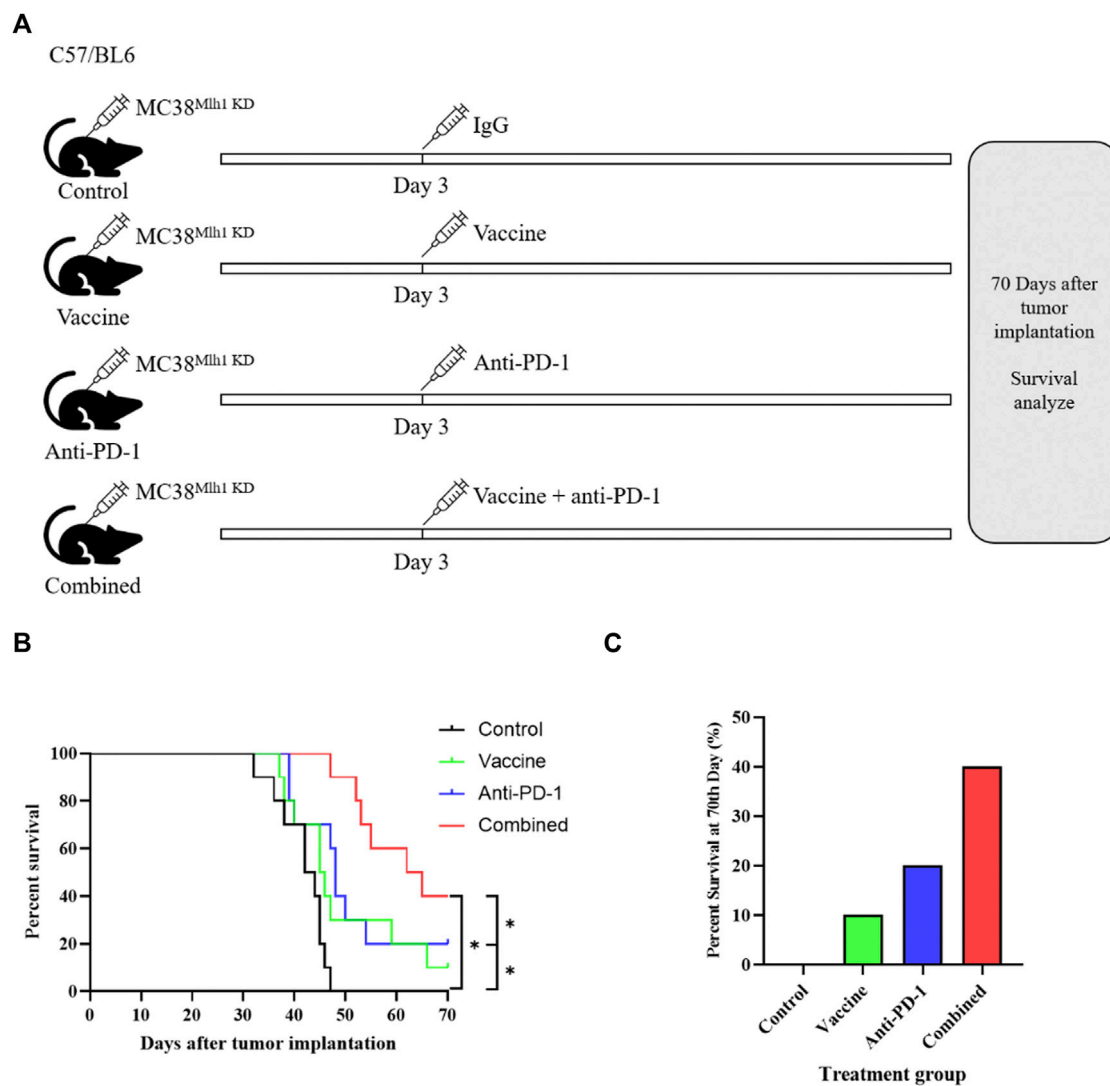 A
C57/BL6
MC38Mlh1 KD
IgG
Control
Day 3
MC38Mlh1 KD
Vaccine
Vaccine
Day 3
MC38Mlh1 KD
Anti-PD-1
Anti-PD-1
Day 3
MC38Mlh1 KD
Vaccine + anti-PD-1
Combined
Day 3
70 Days after
tumor
implantation
Survival
analyze
B
Control
Vaccine
Anti-PD-1
Combined
Percent survival
100
80
60
40
20
0
*
*
*
0 10 20 30 40 50 60 70
Days after tumor implantation
C
Percent Survival at 70th Day (%)
50
40
30
20
10
0
Control
Vaccine
Anti-PD-1
Combined
Treatment group